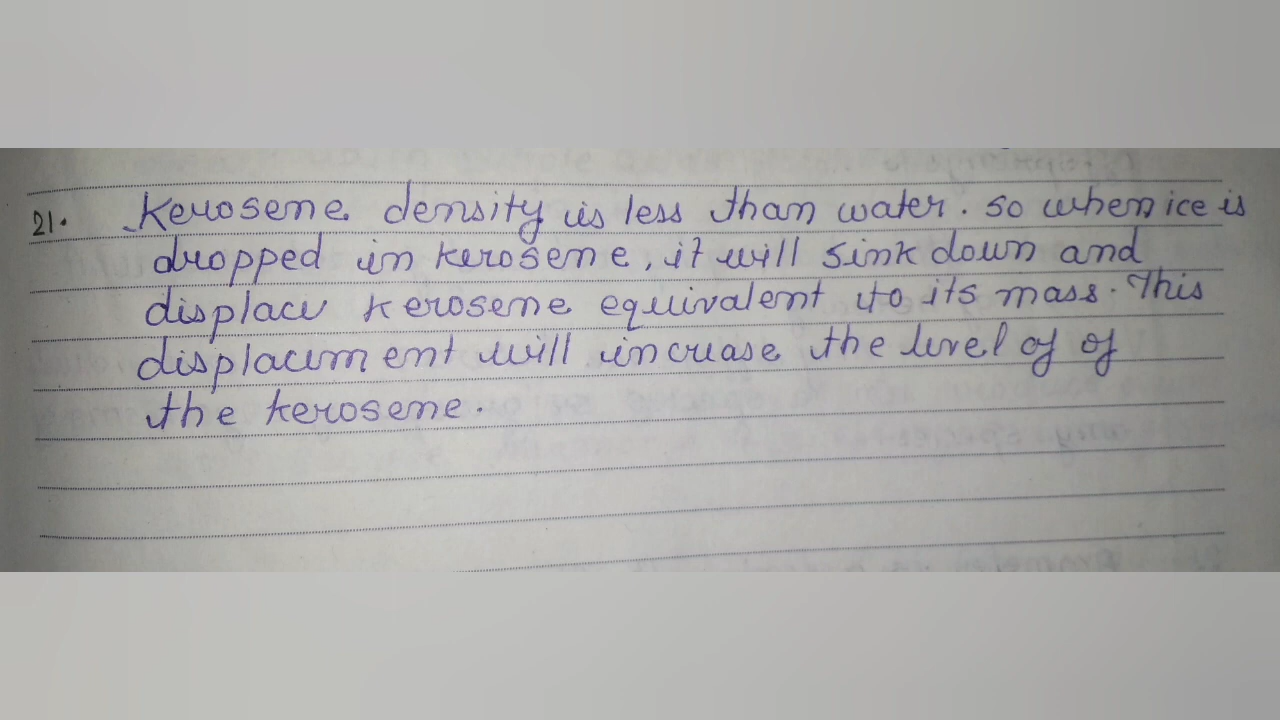 21. Kerosene density is less than water. so when ice is
dropped in kerosene, it will sink down and
displace kerosene equivalent to its mass. This
displacement will increase the level of of
the kerosene.